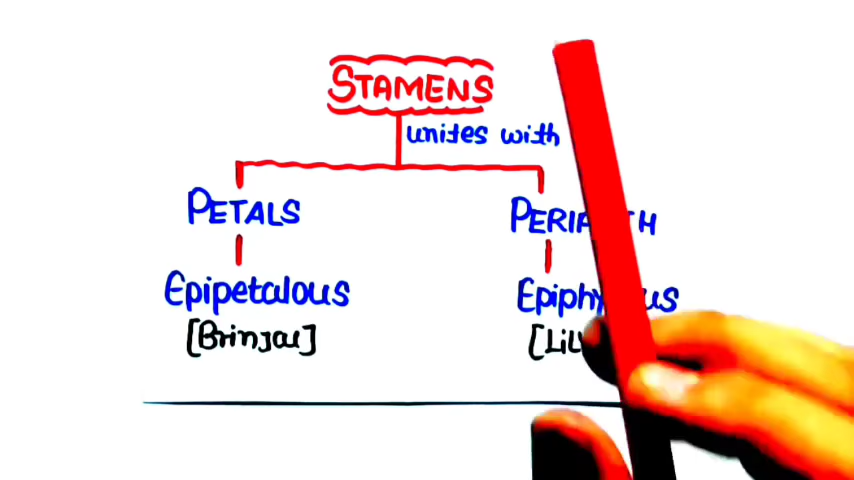 STAMENS
unites with
PETALS
Epipetalous
[Brinjal]